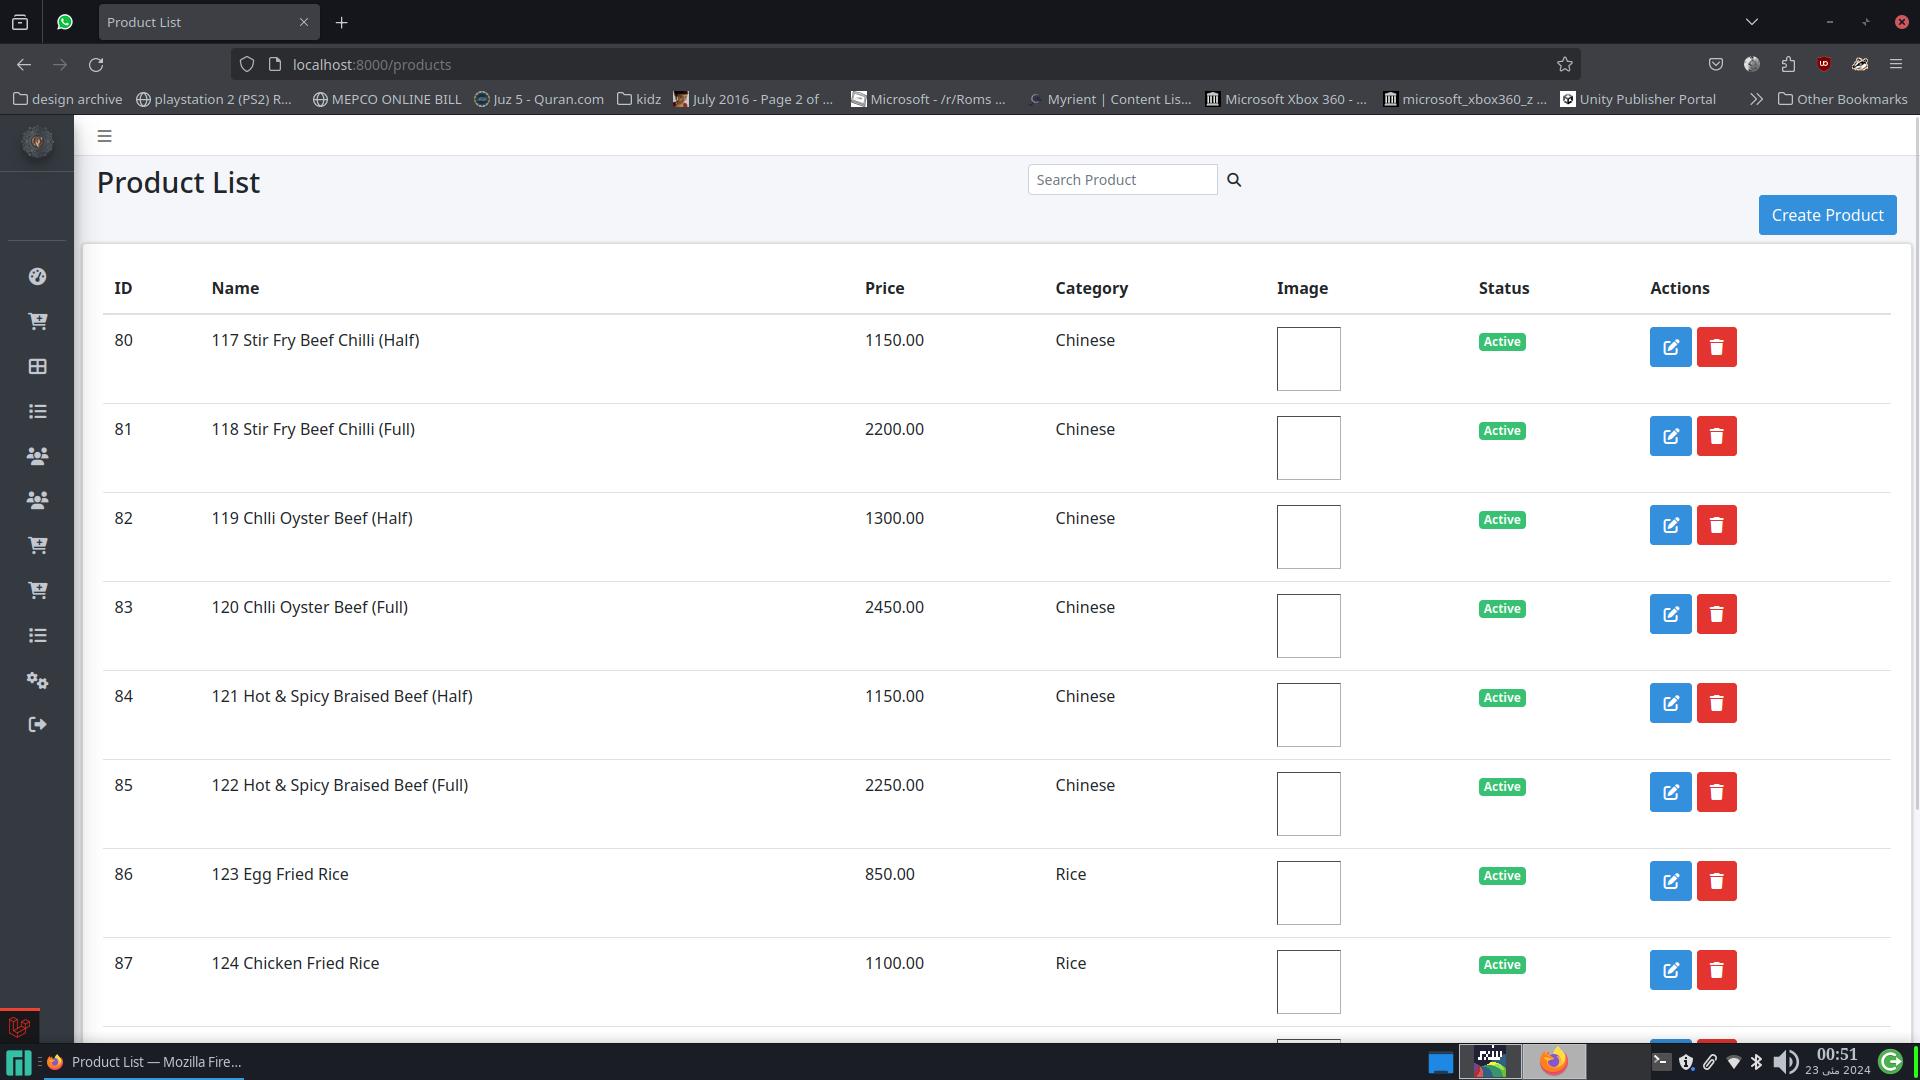 Product List
localhost:8000/products
design archive
playstation 2 (PS2) R...
MEPCO ONLINE BILL
Juz 5 - Quran.com
kidz
July 2016 - Page 2 of ...
Microsoft - /r/Roms ...
Myrient | Content Lis...
Microsoft Xbox 360 - ...
microsoft_xbox360_z ...
Unity Publisher Portal
Other Bookmarks
Product List
Search Product
Create Product
ID Name Price Category Image Status Actions
80 117 Stir Fry Beef Chilli (Half) 1150.00 Chinese Active
81 118 Stir Fry Beef Chilli (Full) 2200.00 Chinese Active
82 119 Chlli Oyster Beef (Half) 1300.00 Chinese Active
83 120 Chlli Oyster Beef (Full) 2450.00 Chinese Active
84 121 Hot & Spicy Braised Beef (Half) 1150.00 Chinese Active
85 122 Hot & Spicy Braised Beef (Full) 2250.00 Chinese Active
86 123 Egg Fried Rice 850.00 Rice Active
87 124 Chicken Fried Rice 1100.00 Rice Active
Product List — Mozilla Fire...
00:51
23 مئی 2024